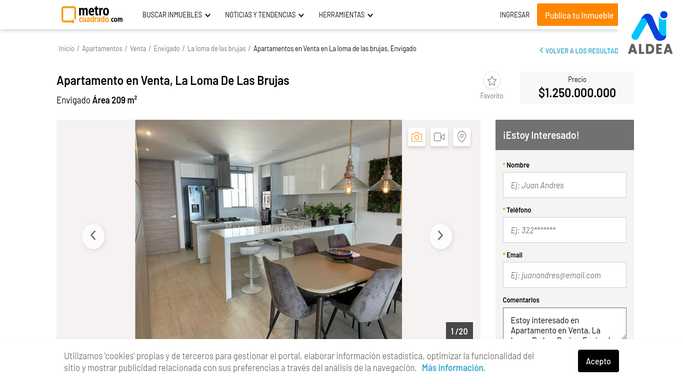 metro
cuadrado.com
BUSCAR INMUEBLES
NOTICIAS Y TENDENCIAS
HERRAMIENTAS
INGRESAR
Publica tu Inmueble
ALDEA
Inicio / Apartamentos / Venta / Envigado / La loma de las brujas / Apartamentos en Venta en La loma de las brujas, Envigado
VOLVER A LOS RESULTAD
Apartamento en Venta, La Loma De Las Brujas
Envigado Área 209 m²
Favorito
Precio
$1.250.000.000
¡Estoy Interesado!
* Nombre
Ej: Juan Andres
* Teléfono
Ej: 322*******
* Email
Ej: juanandres@email.com
Comentarios
Estoy interesado en
Apartamento en Venta, La
1 / 20
Utilizamos 'cookies' propias y de terceros para gestionar el portal, elaborar información estadística, optimizar la funcionalidad del
sitio y mostrar publicidad relacionada con sus preferencias a través del análisis de la navegación. Más información.
Acepto